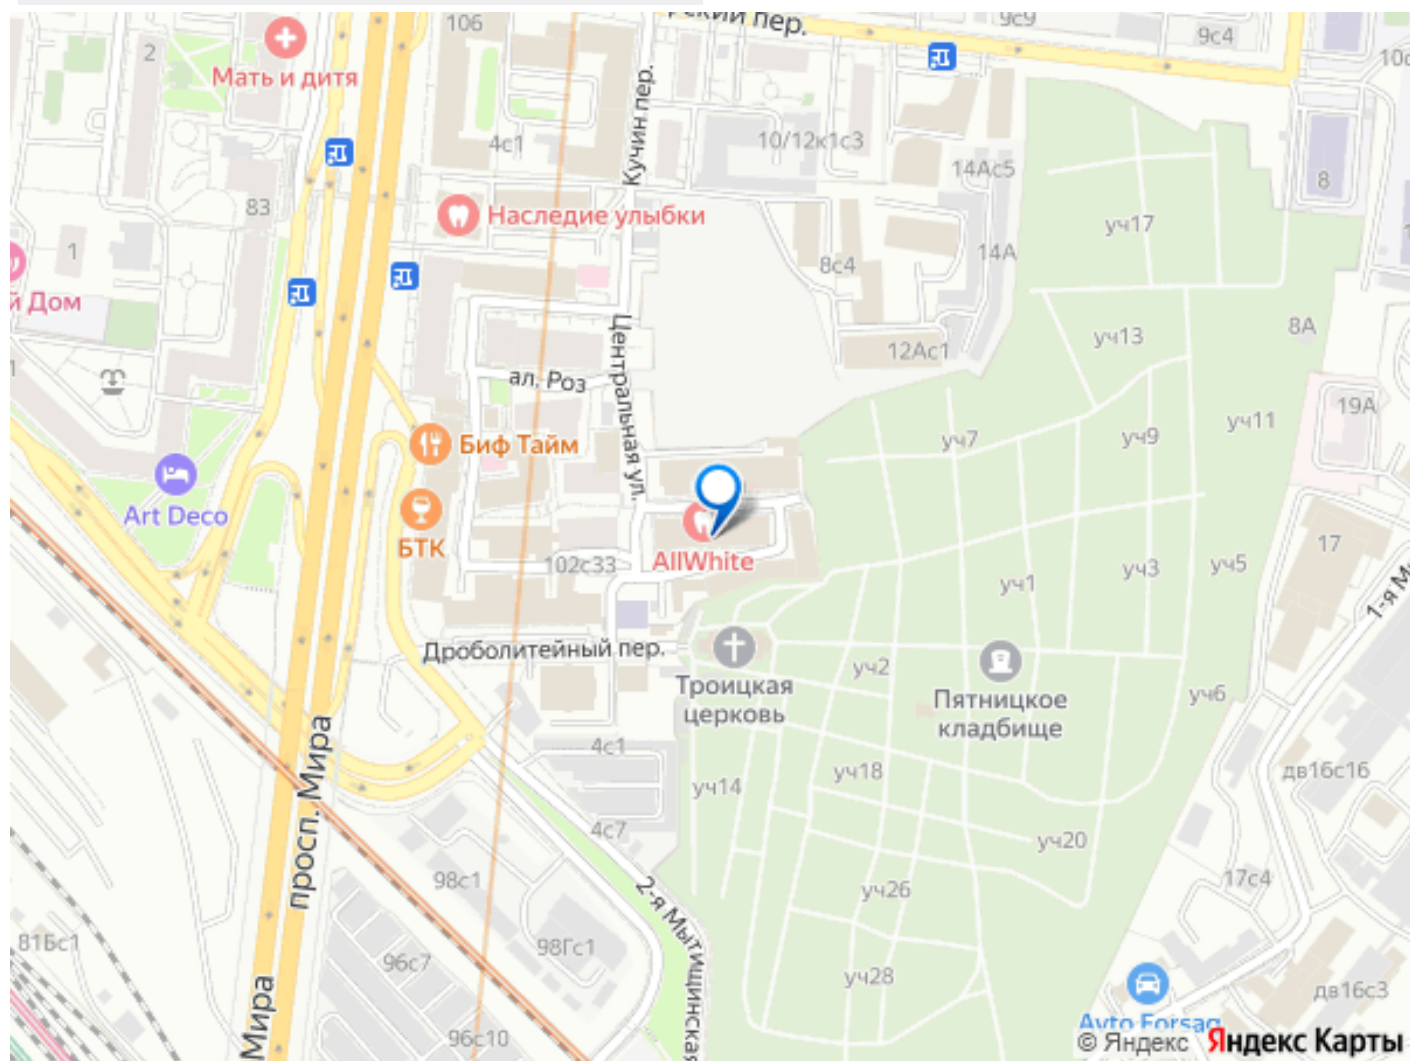 106
2
Мать и дитя
пер.
9с9
9с4
Кучин пер.
4с1
10/12к1с3
14Ас5
8
83
Наследие улыбки
уч17
1
8с4
14А
й Дом
Центральная ул.
12Ас1
уч13
8А
ал. Роз
19А
уч11
уч7
уч9
Биф Тайм
Art Deco
БТК
102с33
AllWhite
17
уч1
уч3
уч5
Дроболитейный пер.
Троицкая
церковь
уч2
Пятницкое
кладбище
уч6
4с1
просп. Мира
уч14
уч18
дв16с16
4с7
уч20
98с1
2-я Мытищинская
уч26
17с4
81Бс1
96с7
98Гс1
уч28
дв16с3
Мира
96с10
Avto Forsag
© Яндекс Яндекс Карты